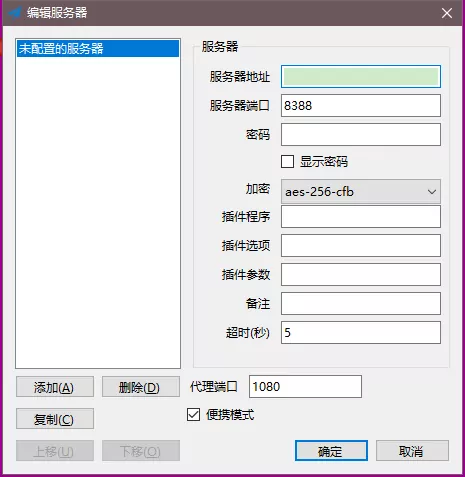 编辑服务器
未配置的服务器
服务器
服务器地址
服务器端口 8388
密码
显示密码
加密 aes-256-cfb
插件程序
插件选项
插件参数
备注
超时(秒) 5
添加(A) 删除(D) 代理端口 1080
复制(C) 便携模式
上移(U) 下移(O) 确定 取消